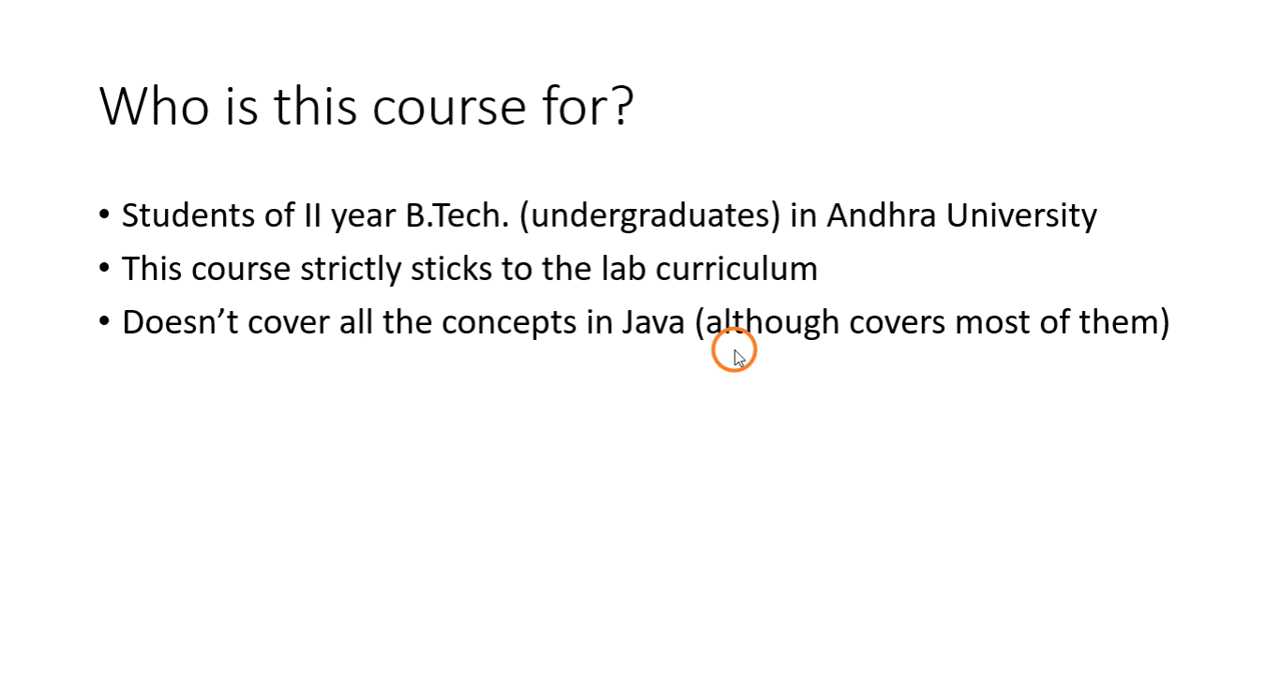 Who is this course for?
• Students of II year B.Tech. (undergraduates) in Andhra University
• This course strictly sticks to the lab curriculum
• Doesn’t cover all the concepts in Java (although covers most of them)